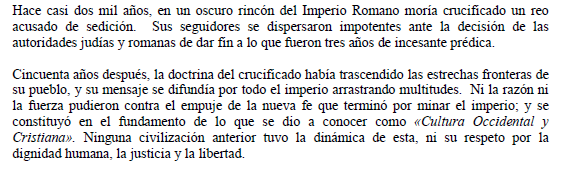 Hace casi dos mil años, en un oscuro rincón del Imperio Romano moría crucificado un reo
acusado de sedición.  Sus seguidores se dispersaron impotentes ante la decisión de las
autoridades judías y romanas de dar fin a lo que fueron tres años de incesante prédica.

Cincuenta años después, la doctrina del crucificado había trascendido las estrechas fronteras de
su pueblo, y su mensaje se difundía por todo el imperio arrastrando multitudes.  Ni la razón ni
la fuerza pudieron contra el empuje de la nueva fe que terminó por minar el imperio; y se
constituyó en el fundamento de lo que se dio a conocer como «Cultura Occidental y
Cristiana». Ninguna civilización anterior tuvo la dinámica de esta, ni su respeto por la
dignidad humana, la justicia y la libertad.